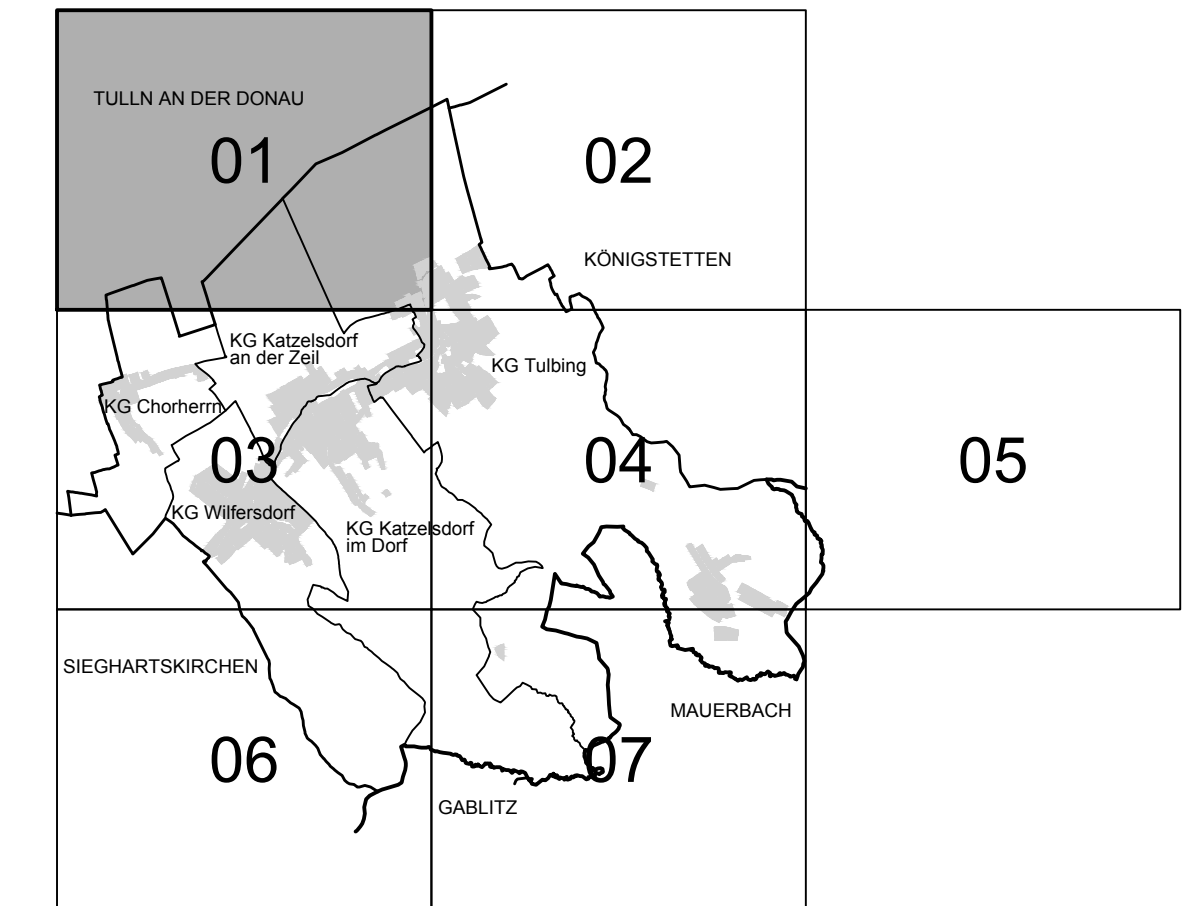 TULLN AN DER DONAU
01
02
KÖNIGSTETTEN
KG Katzelsdorf
an der Zeil
KG Tulbing
KG Chorherrn
03
04
05
KG Wilfersdorf
KG Katzelsdorf
im Dorf
SIEGHARTSKIRCHEN
MAUERBACH
06
07
GABLITZ